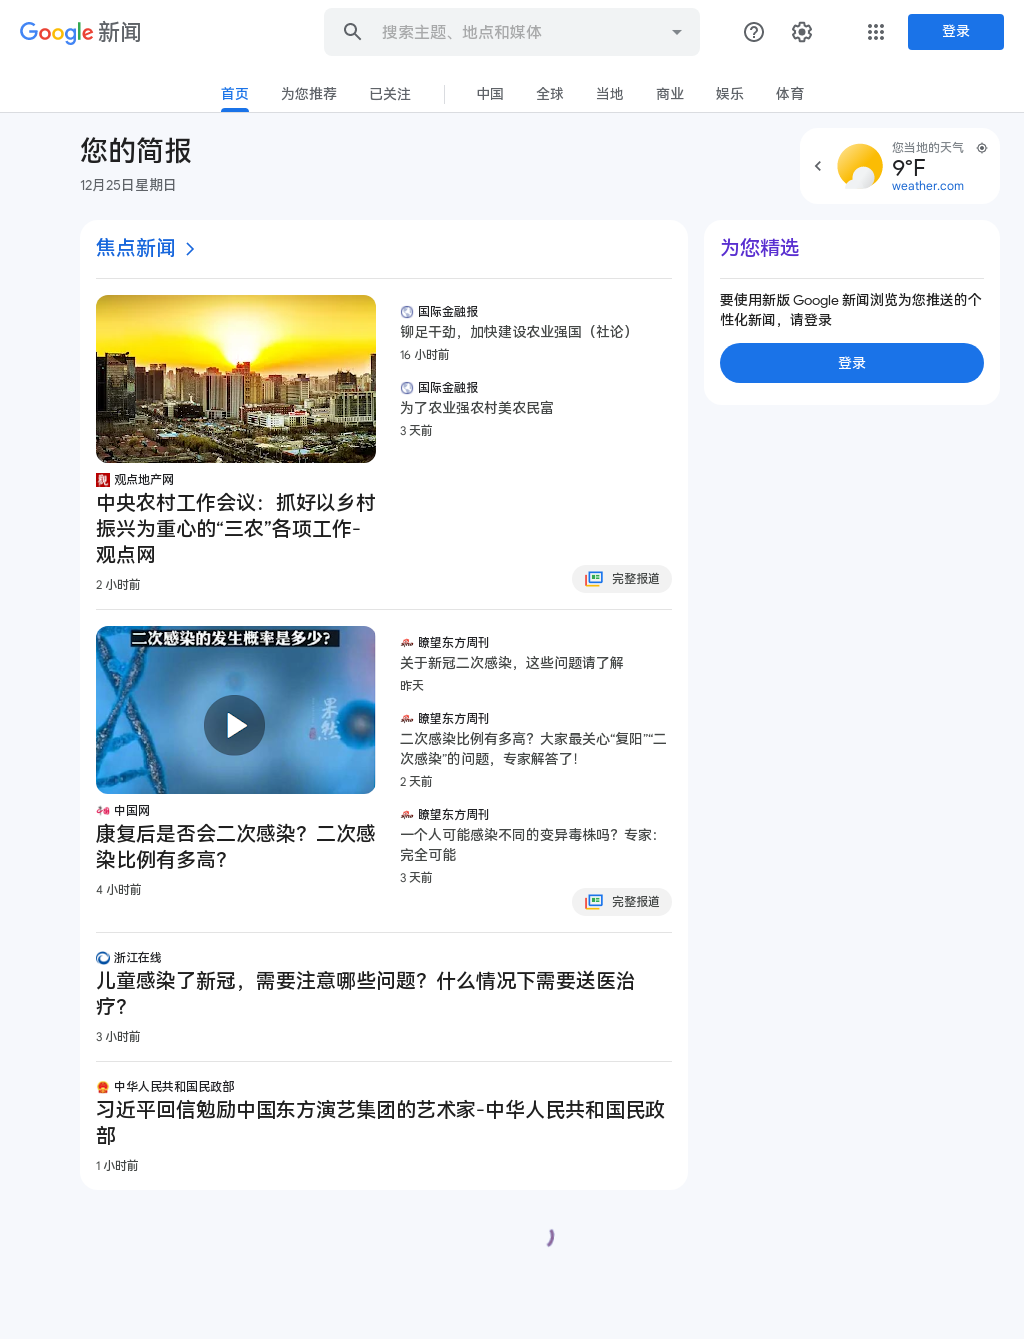 Google 新闻
搜索主题、地点和媒体
登录
首页 为您推荐 已关注 中国 全球 当地 商业 娱乐 体育
您的简报
12月25日星期日
您当地的天气
9°F
weather.com
焦点新闻
观点地产网
中央农村工作会议：抓好以乡村
振兴为重心的“三农”各项工作-
观点网
2 小时前
国际金融报
铆足干劲，加快建设农业强国（社论）
16 小时前
国际金融报
为了农业强农村美农民富
3 天前
完整报道
二次感染的发生概率是多少?
果然
中国网
康复后是否会二次感染？二次感
染比例有多高？
4 小时前
瞭望东方周刊
关于新冠二次感染，这些问题请了解
昨天
瞭望东方周刊
二次感染比例有多高？大家最关心“复阳”“二
次感染”的问题，专家解答了！
2 天前
瞭望东方周刊
一个人可能感染不同的变异毒株吗？专家：
完全可能
3 天前
完整报道
浙江在线
儿童感染了新冠，需要注意哪些问题？什么情况下需要送医治
疗？
3 小时前
中华人民共和国民政部
习近平回信勉励中国东方演艺集团的艺术家-中华人民共和国民政
部
1 小时前
为您精选
要使用新版 Google 新闻浏览为您推送的个
性化新闻，请登录
登录